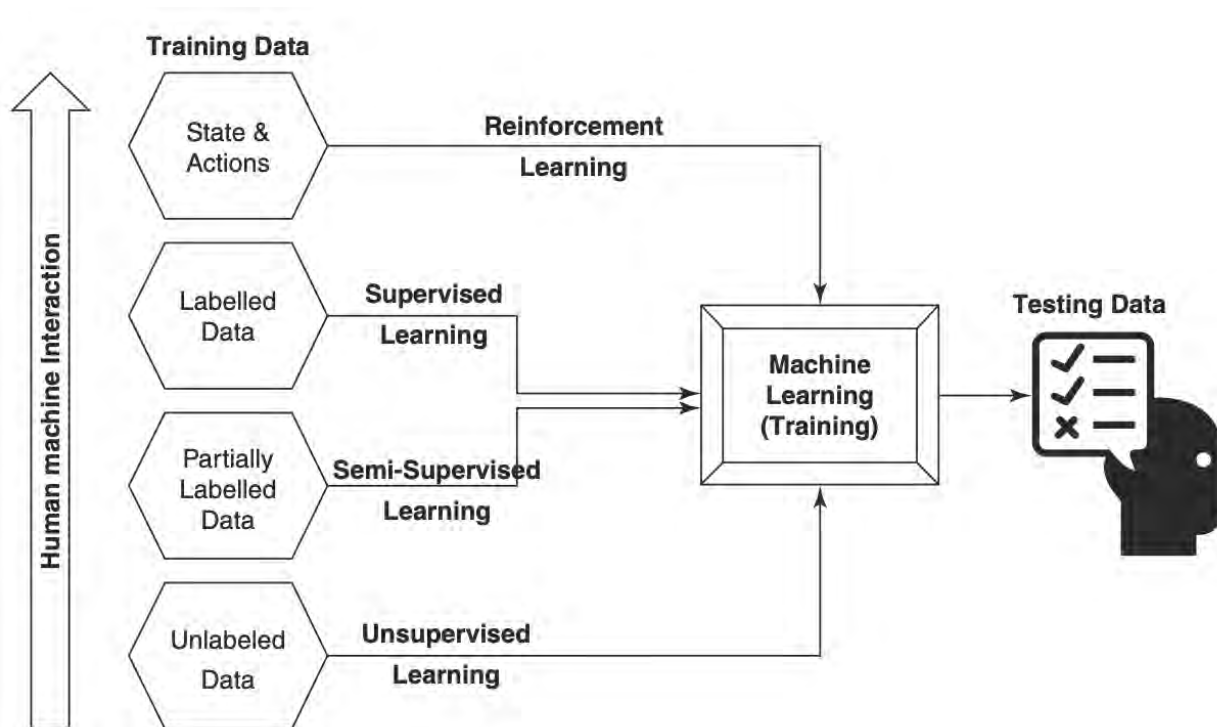 Training Data
State &
Actions
Reinforcement
Learning
Labelled
Data
Supervised
Learning
Partially
Labelled
Data
Semi-Supervised
Learning
Unlabeled
Data
Unsupervised
Learning
Human machine Interaction
Machine
Learning
(Training)
Testing Data